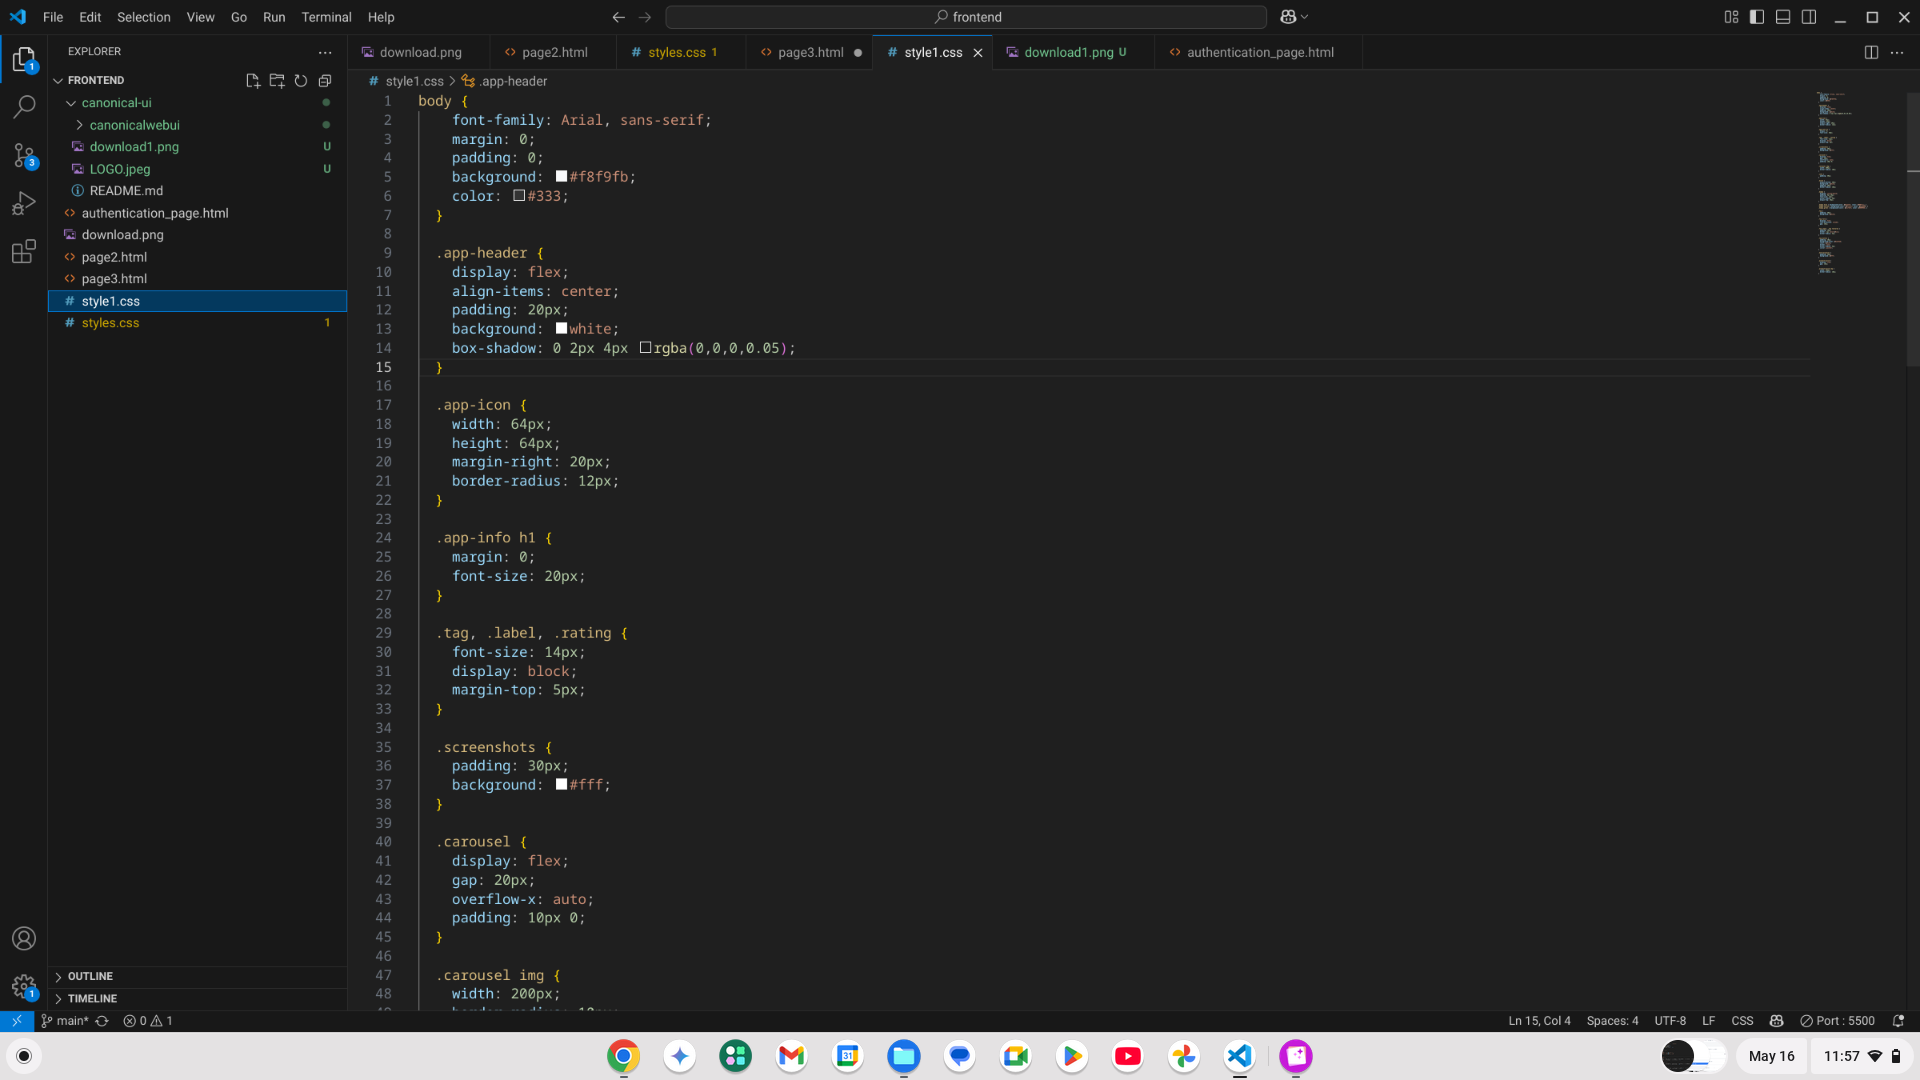 File Edit Selection View Go Run Terminal Help
frontend
EXPLORER
download.png
page2.html
styles.css 1
page3.html
style1.css
download1.png U
authentication_page.html
FRONTEND
canonical-ui
canonicalwebui
download1.png U
LOGO.jpeg U
README.md
authentication_page.html
download.png
page2.html
page3.html
style1.css
styles.css 1
OUTLINE
TIMELINE
style1.css > .app-header
1 body {
2 font-family: Arial, sans-serif;
3 margin: 0;
4 padding: 0;
5 background: #f8f9fb;
6 color: #333;
7 }
8
9 .app-header {
10 display: flex;
11 align-items: center;
12 padding: 20px;
13 background: white;
14 box-shadow: 0 2px 4px rgba(0,0,0,0.05);
15 }
16
17 .app-icon {
18 width: 64px;
19 height: 64px;
20 margin-right: 20px;
21 border-radius: 12px;
22 }
23
24 .app-info h1 {
25 margin: 0;
26 font-size: 20px;
27 }
28
29 .tag, .label, .rating {
30 font-size: 14px;
31 display: block;
32 margin-top: 5px;
33 }
34
35 .screenshots {
36 padding: 30px;
37 background: #fff;
38 }
39
40 .carousel {
41 display: flex;
42 gap: 20px;
43 overflow-x: auto;
44 padding: 10px 0;
45 }
46
47 .carousel img {
48 width: 200px;
1
3
1
main* 0 1
Ln 15, Col 4 Spaces: 4 UTF-8 LF CSS Port : 5500
31
May 16 11:57